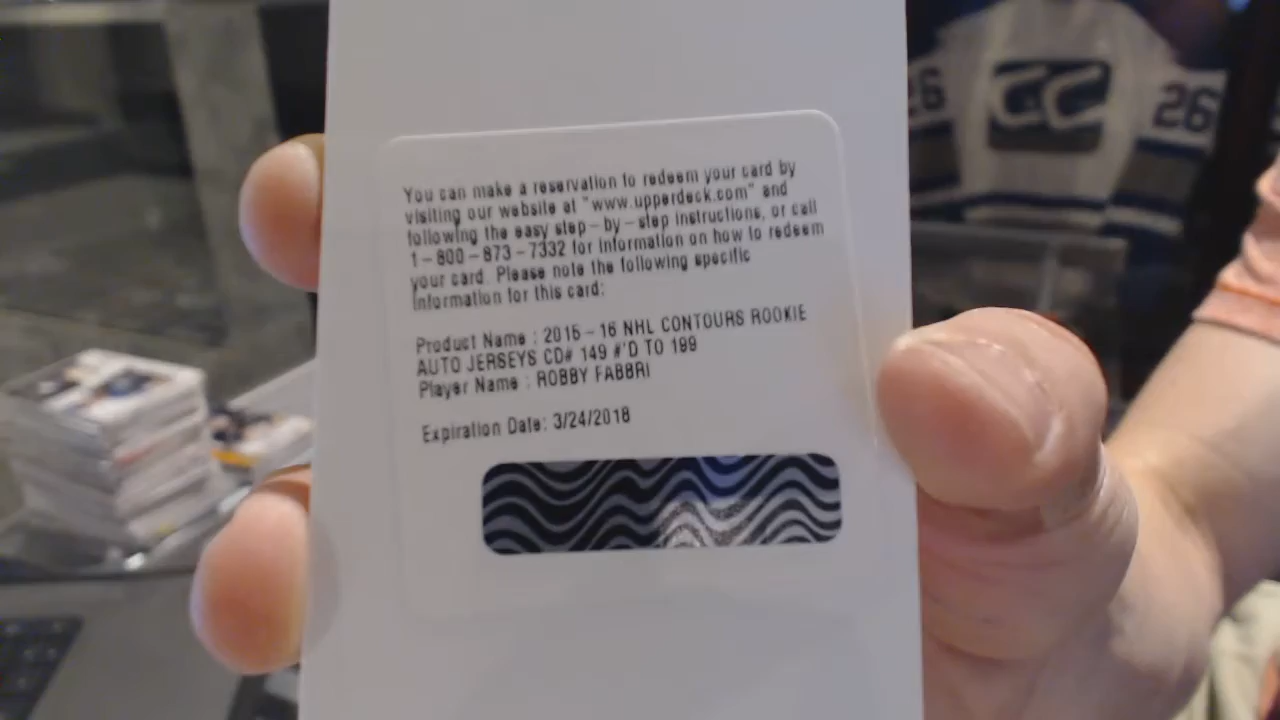 You can make a reservation to redeem your card by
visiting our website at "www.upperdeck.com" and
following the easy step-by-step instructions, or call
1-800-873-7332 for information on how to redeem
your card. Please note the following specific
information for this card:
Product Name : 2015-16 NHL CONTOURS ROOKIE
AUTO JERSEYS CD# 149 #'D TO 199
Player Name : ROBBY FABBRI
Expiration Date: 3/24/2018
26
CC
26